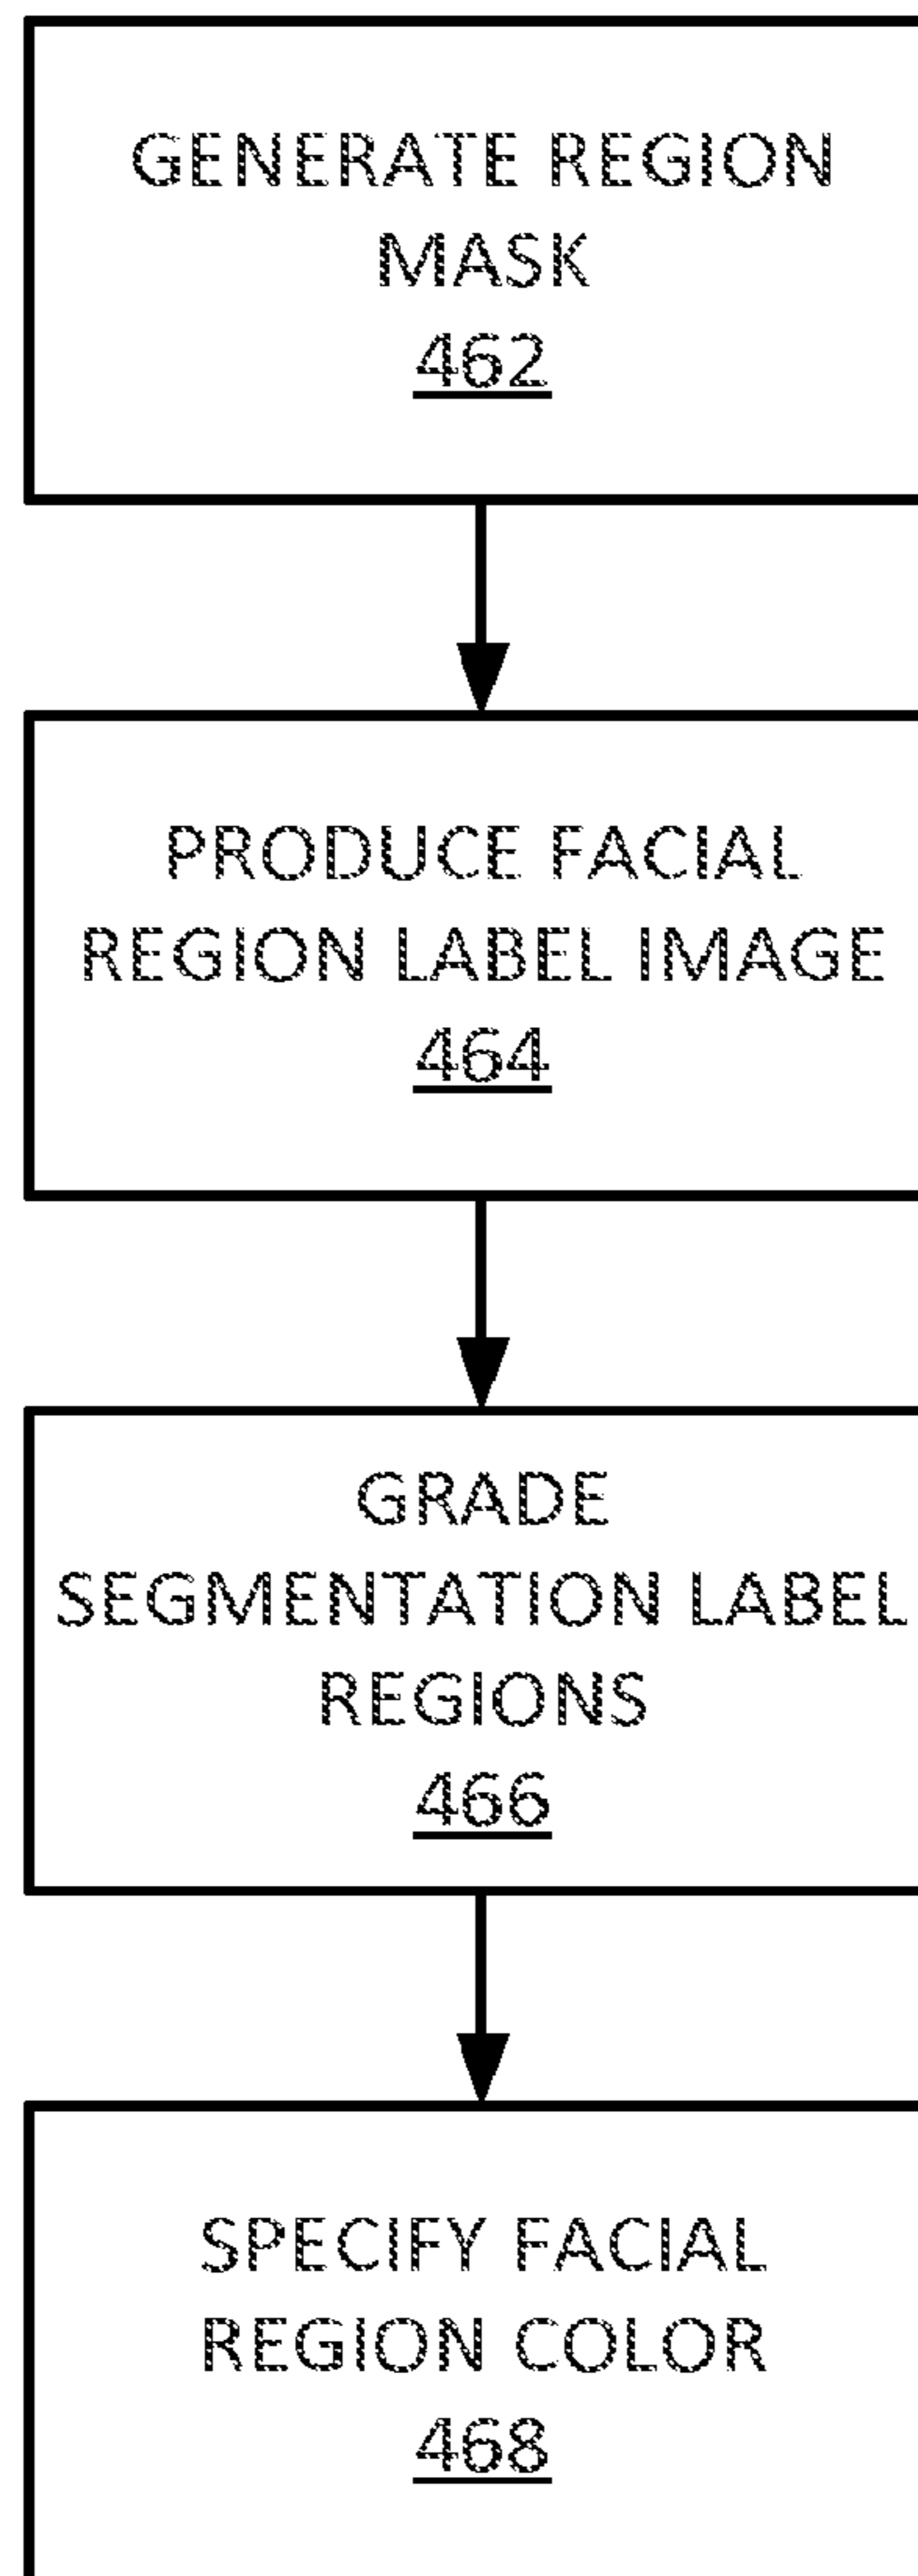 GENERATE REGION
MASK
462
PRODUCE FACIAL
REGION LABEL IMAGE
464
GRADE
SEGMENTATION LABEL
REGIONS
466
SPECIFY FACIAL
REGION COLOR
468